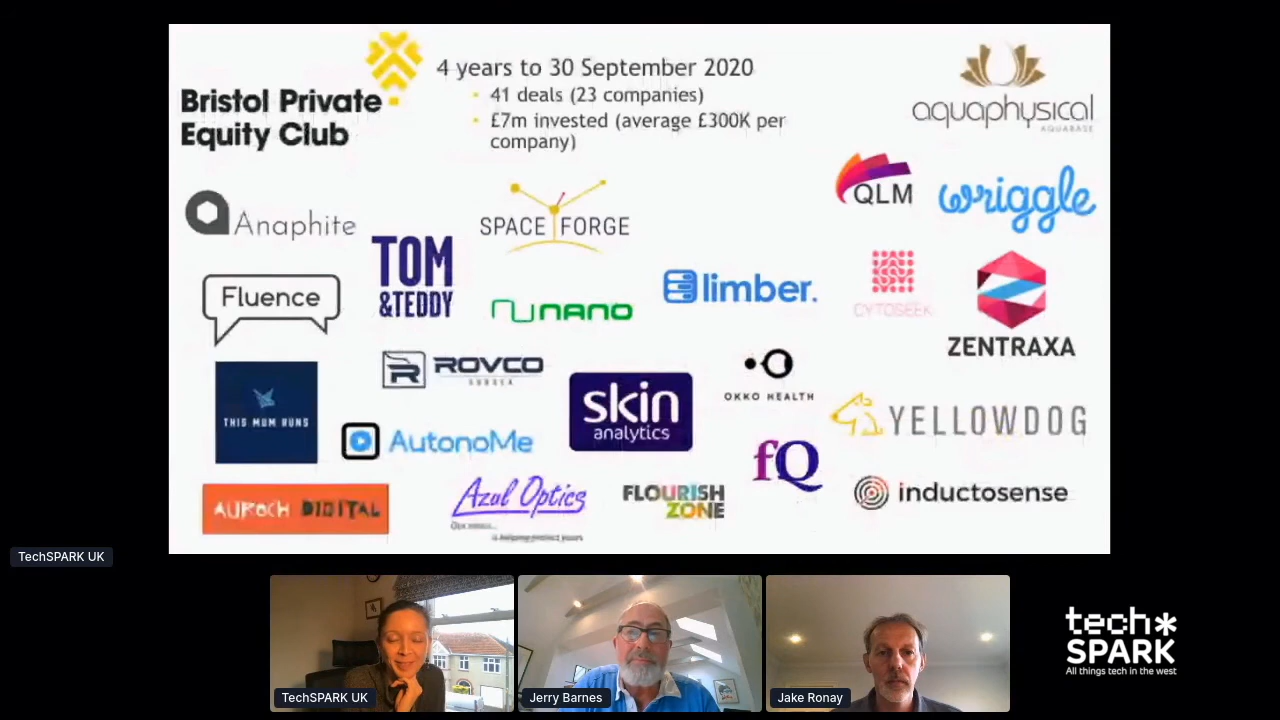 4 years to 30 September 2020
Bristol Private
Equity Club
41 deals (23 companies)
£7m invested (average £300K per
company)
aquaphysical
AQUABASE
Anaphite
SPACE FORGE
QLM
wriggle
TOM
&TEDDY
Fluence
NANO
limber.
CYTOSEEK
ZENTRAXA
ROVCO
SUBSEA
THIS MUM RUNS
AutonoMe
skin
analytics
OKKO HEALTH
YELLOWDOG
fQ
AUROCH DIGITAL
Azul Optics
FLOURISH
ZONE
inductosense
TechSPARK UK
TechSPARK UK
Jerry Barnes
Jake Ronay
tech
SPARK
All things tech in the west